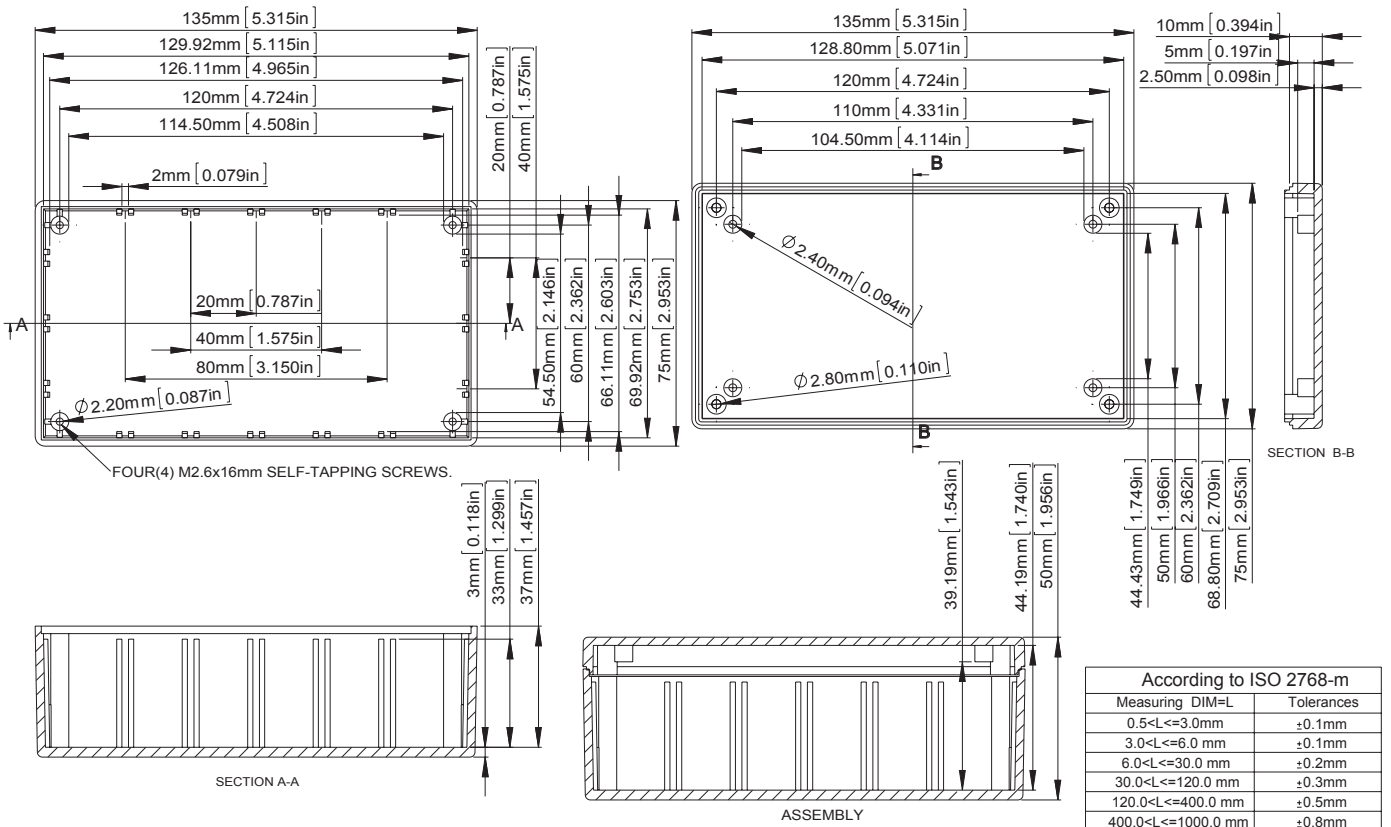 135mm [ 5.315in ]
129.92mm [ 5.115in ]
126.11mm [ 4.965in ]
120mm [ 4.724in ]
114.50mm [ 4.508in ]
2mm [ 0.079in ]
20mm [ 0.787in ]
40mm [ 1.575in ]
20mm [ 0.787in ]
40mm [ 1.575in ]
80mm [ 3.150in ]
A
A
Ø 2.20mm [ 0.087in ]
FOUR(4) M2.6x16mm SELF-TAPPING SCREWS.
54.50mm [ 2.146in ]
60mm [ 2.362in ]
66.11mm [ 2.603in ]
69.92mm [ 2.753in ]
75mm [ 2.953in ]
135mm [ 5.315in ]
128.80mm [ 5.071in ]
120mm [ 4.724in ]
110mm [ 4.331in ]
104.50mm [ 4.114in ]
B
Ø 2.40mm [ 0.094in ]
Ø 2.80mm [ 0.110in ]
B
10mm [ 0.394in ]
5mm [ 0.197in ]
2.50mm [ 0.098in ]
SECTION B-B
44.43mm [ 1.749in ]
50mm [ 1.966in ]
60mm [ 2.362in ]
68.80mm [ 2.709in ]
75mm [ 2.953in ]
3mm [ 0.118in ]
33mm [ 1.299in ]
37mm [ 1.457in ]
SECTION A-A
39.19mm [ 1.543in ]
44.19mm [ 1.740in ]
50mm [ 1.956in ]
ASSEMBLY
According to ISO 2768-m
Measuring DIM=L Tolerances
0.5<L<=3.0mm ±0.1mm
3.0<L<=6.0 mm ±0.1mm
6.0<L<=30.0 mm ±0.2mm
30.0<L<=120.0 mm ±0.3mm
120.0<L<=400.0 mm ±0.5mm
400.0<L<=1000.0 mm ±0.8mm